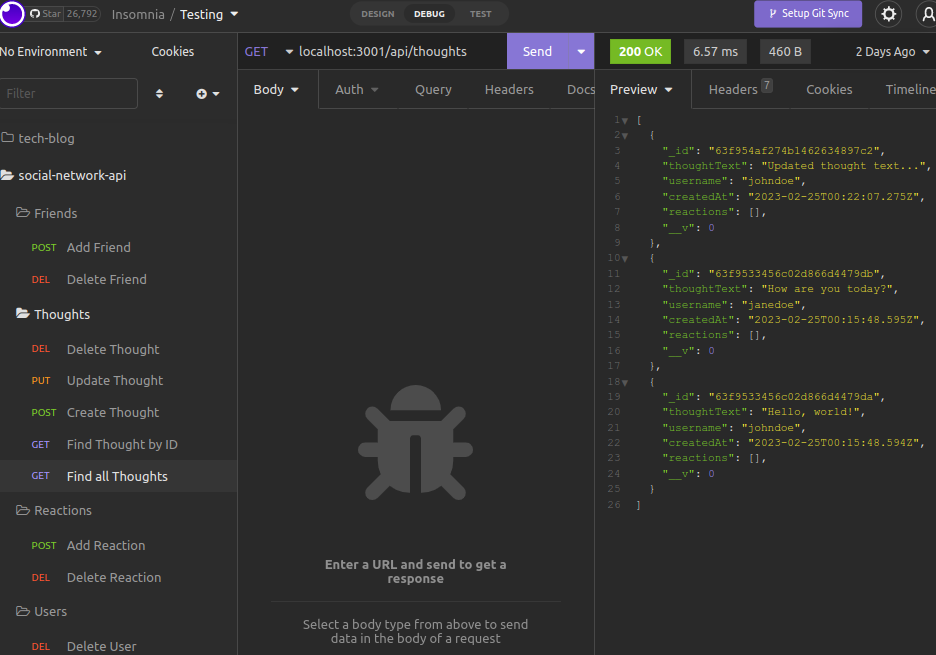 Star 26,792 Insomnia / Testing DESIGN DEBUG TEST Setup Git Sync
No Environment Cookies GET localhost:3001/api/thoughts Send 200 OK 6.57 ms 460 B 2 Days Ago
Filter Body Auth Query Headers Docs Preview Headers 7 Cookies Timeline
tech-blog
social-network-api
Friends
POST Add Friend
DEL Delete Friend
Thoughts
DEL Delete Thought
PUT Update Thought
POST Create Thought
GET Find Thought by ID
GET Find all Thoughts
Reactions
POST Add Reaction
DEL Delete Reaction
Users
DEL Delete User
Enter a URL and send to get a
response
Select a body type from above to send
data in the body of a request
1 [
2 {
3 "_id": "63f954af274b1462634897c2",
4 "thoughtText": "Updated thought text...",
5 "username": "johndoe",
6 "createdAt": "2023-02-25T00:22:07.275Z",
7 "reactions": [],
8 "__v": 0
9 },
10 {
11 "_id": "63f9533456c02d866d4479db",
12 "thoughtText": "How are you today?",
13 "username": "janedoe",
14 "createdAt": "2023-02-25T00:15:48.595Z",
15 "reactions": [],
16 "__v": 0
17 },
18 {
19 "_id": "63f9533456c02d866d4479da",
20 "thoughtText": "Hello, world!",
21 "username": "johndoe",
22 "createdAt": "2023-02-25T00:15:48.594Z",
23 "reactions": [],
24 "__v": 0
25 }
26 ]